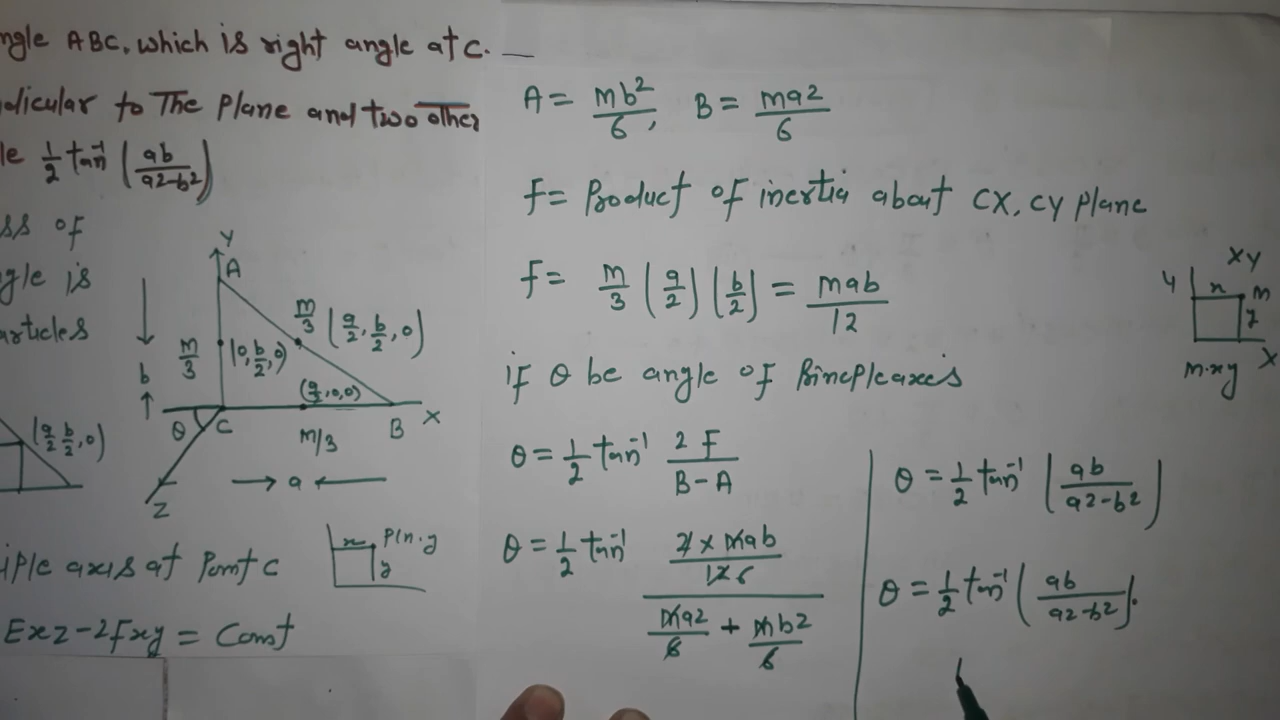 ngle ABC, which is right angle at C.
dicular to The Plane and two other
le 1/2 tan⁻¹ (ab/a2-b2)
ss of
gle is
articles
Y
A
m/3 (a/2, b/2, 0)
m/3
(0, b/2, 0)
b
(a/2, 0, 0)
θ C m/3 B X
→ a ←
Z
(a/2 b/2, 0)
iple axis at Point C
x P(x.y
y
Exz-2Fxy = Const
A = mb²/6, B = ma2/6
F = Product of inertia about CX, CY Plane
F = m/3 (a/2) (b/2) = mab/12
XY
Y x m
y
X
m.xy
if θ be angle of Princple axis
θ = 1/2 tan⁻¹ 2F/B-A
θ = 1/2 tan⁻¹ (2 x mab/12 6)/(ma2/6 + mb2/6)
θ = 1/2 tan⁻¹ (ab/a2-b2)
θ = 1/2 tan⁻¹ (ab/a2-b2).